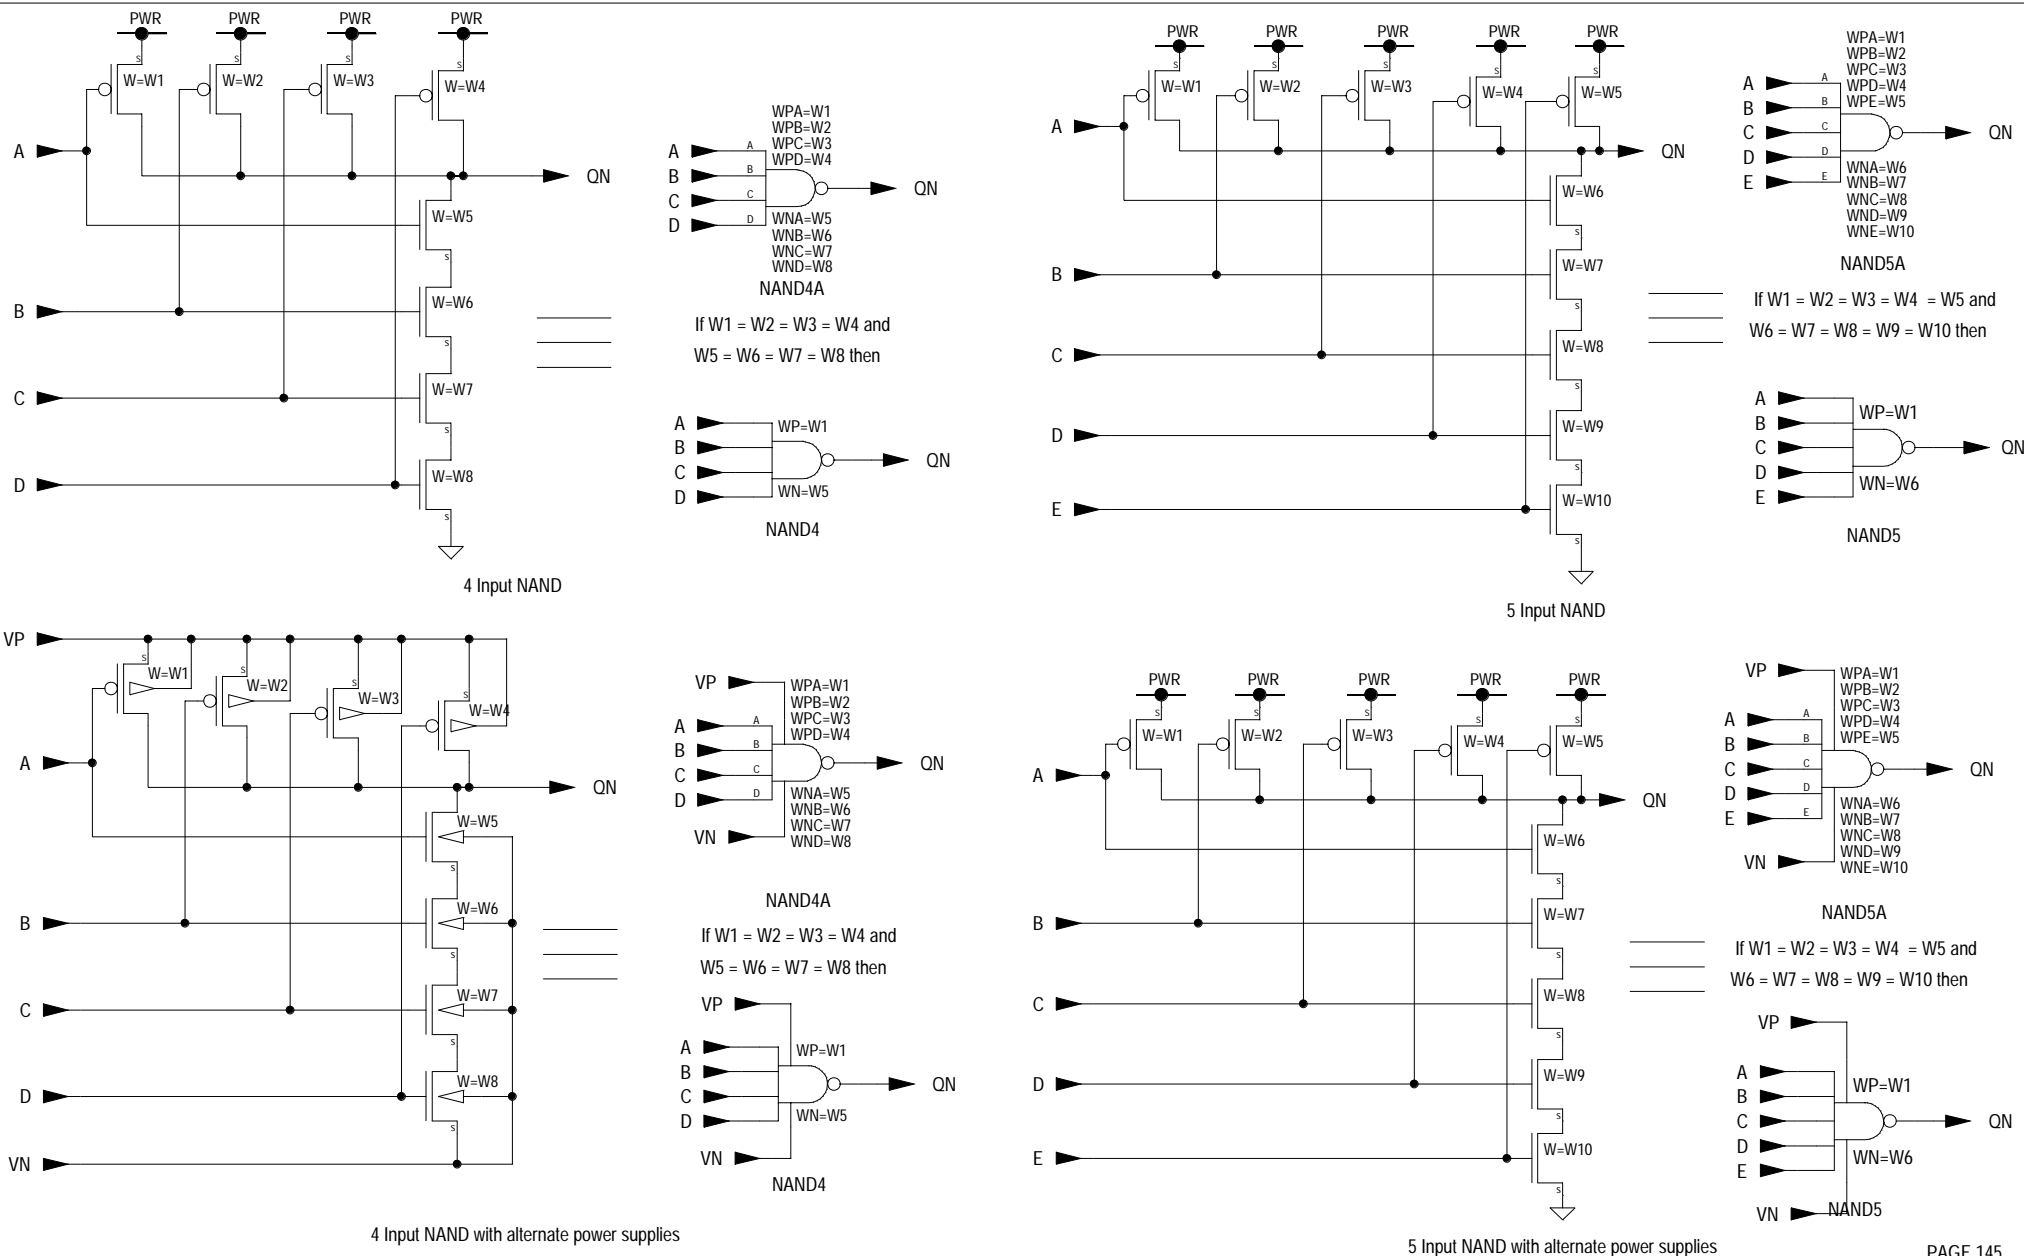 PWR PWR PWR PWR
S S S S
W=W1 W=W2 W=W3 W=W4
A
QN
W=W5
S
B
W=W6
S
C
W=W7
S
D
W=W8
S
4 Input NAND
WPA=W1
WPB=W2
WPC=W3
WPD=W4
A A
B B
C C
D D
QN
WNA=W5
WNB=W6
WNC=W7
WND=W8
NAND4A
If W1 = W2 = W3 = W4 and
W5 = W6 = W7 = W8 then
A
B
C
D
WP=W1
QN
WN=W5
NAND4
PWR PWR PWR PWR PWR
S S S S S
W=W1 W=W2 W=W3 W=W4 W=W5
A
QN
W=W6
S
B
W=W7
S
C
W=W8
S
D
W=W9
S
E
W=W10
S
5 Input NAND
WPA=W1
WPB=W2
WPC=W3
WPD=W4
WPE=W5
A A
B B
C C
D D
E E
QN
WNA=W6
WNB=W7
WNC=W8
WND=W9
WNE=W10
NAND5A
If W1 = W2 = W3 = W4 = W5 and
W6 = W7 = W8 = W9 = W10 then
A
B
C
D
E
WP=W1
QN
WN=W6
NAND5
VP
S S S S
W=W1 W=W2 W=W3 W=W4
A
QN
W=W5
S
B
W=W6
S
C
W=W7
S
D
W=W8
S
VN
4 Input NAND with alternate power supplies
VP
WPA=W1
WPB=W2
WPC=W3
WPD=W4
A A
B B
C C
D D
QN
WNA=W5
WNB=W6
WNC=W7
WND=W8
VN
NAND4A
If W1 = W2 = W3 = W4 and
W5 = W6 = W7 = W8 then
VP
A
B
C
D
WP=W1
QN
WN=W5
VN
NAND4
PWR PWR PWR PWR PWR
S S S S S
W=W1 W=W2 W=W3 W=W4 W=W5
A
QN
W=W6
S
B
W=W7
S
C
W=W8
S
D
W=W9
S
E
W=W10
S
5 Input NAND with alternate power supplies
VP
WPA=W1
WPB=W2
WPC=W3
WPD=W4
WPE=W5
A A
B B
C C
D D
E E
QN
WNA=W6
WNB=W7
WNC=W8
WND=W9
WNE=W10
VN
NAND5A
If W1 = W2 = W3 = W4 = W5 and
W6 = W7 = W8 = W9 = W10 then
VP
A
B
C
D
E
WP=W1
QN
WN=W6
VN
NAND5
PAGE 145